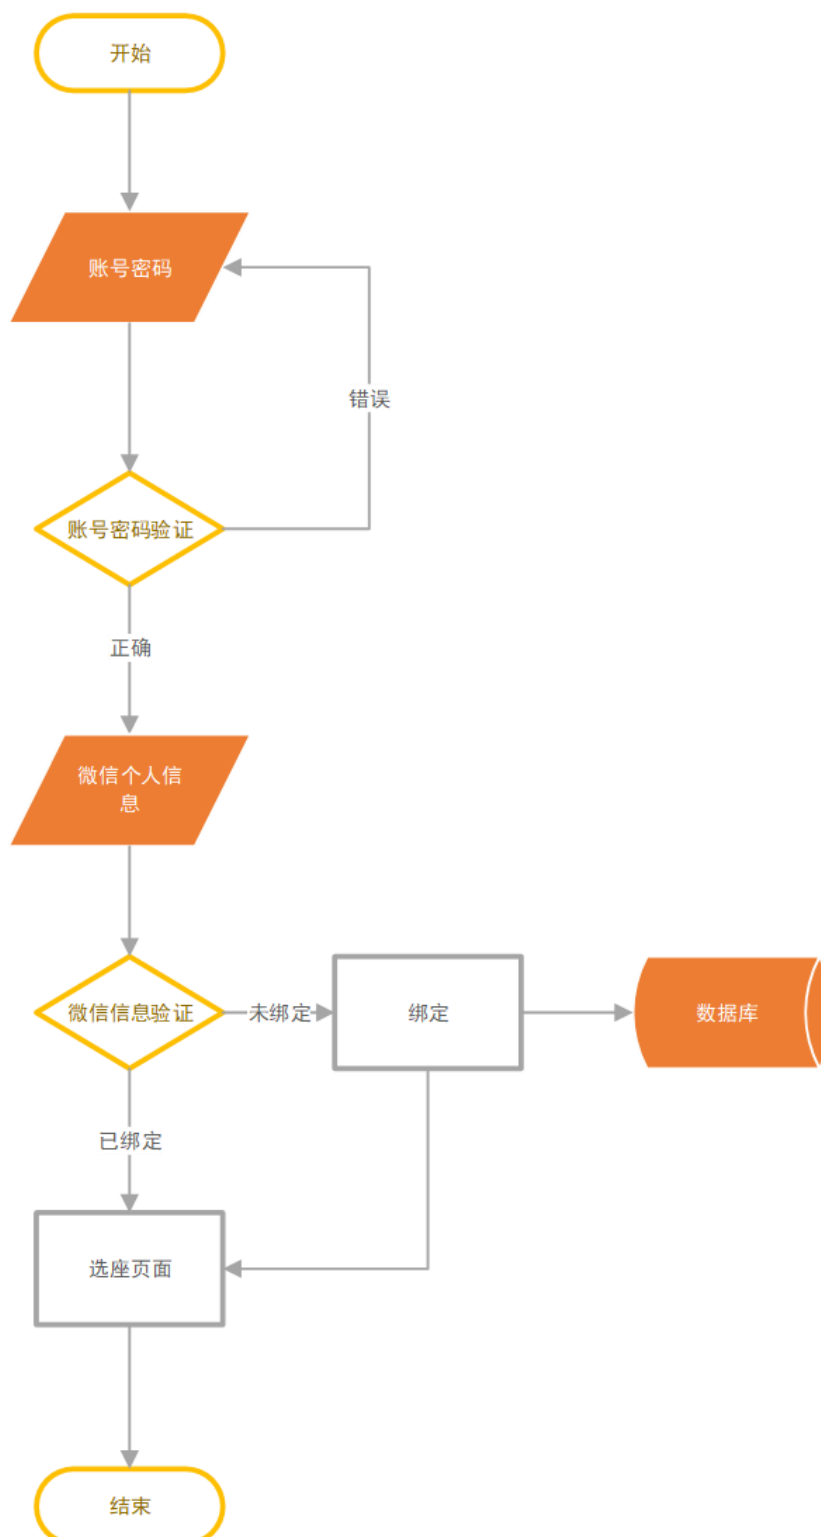 开始
账号密码
错误
账号密码验证
正确
微信个人信
息
微信信息验证
未绑定
绑定
数据库
已绑定
选座页面
结束